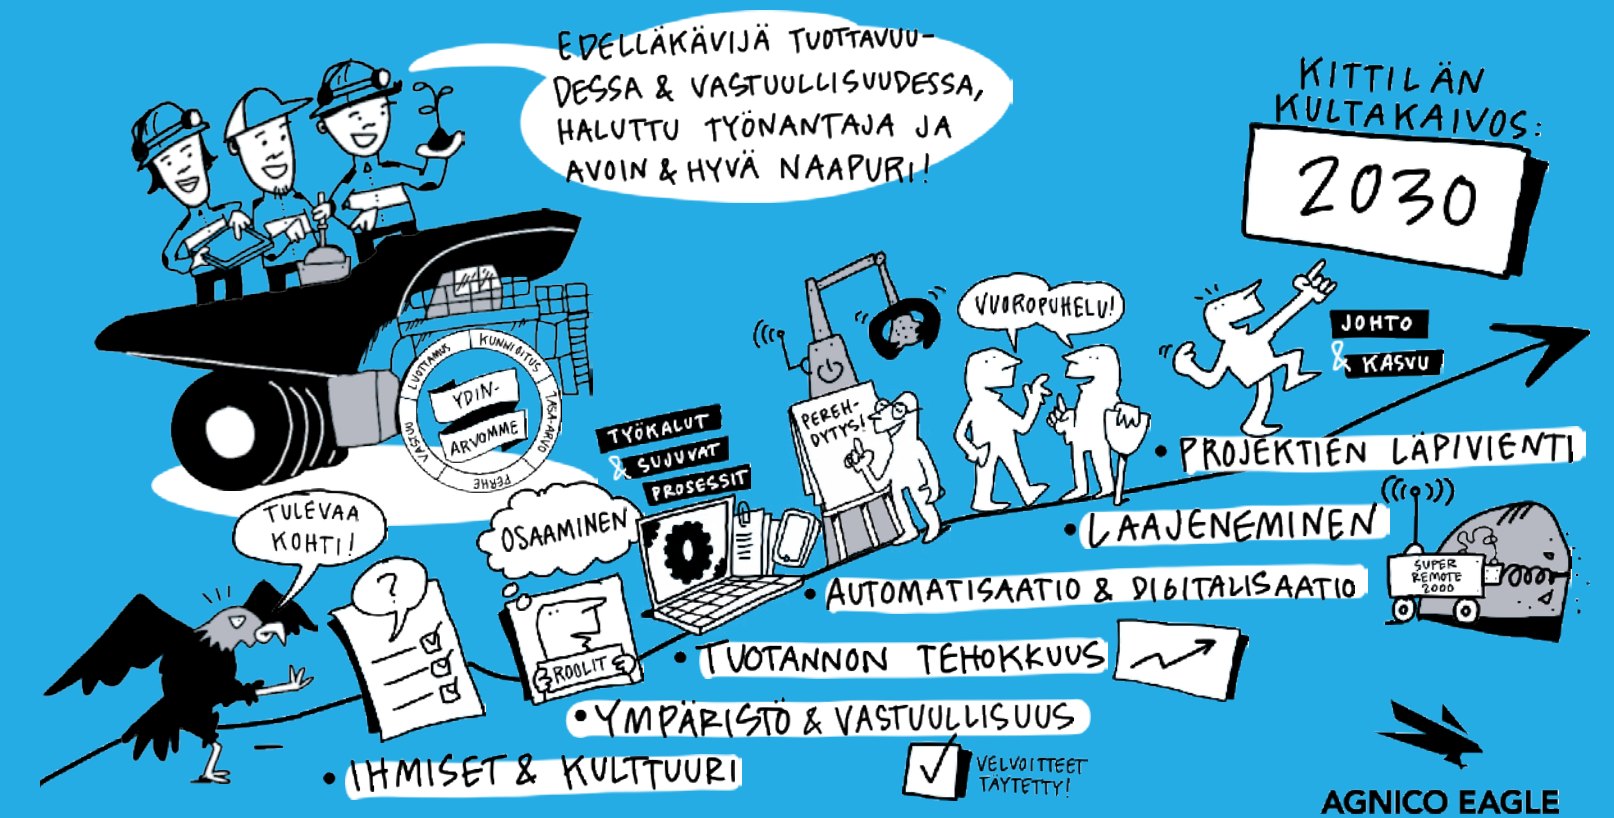 EDELLÄKÄVIJÄ TUOTTAVUU-
DESSA & VASTUULLISUUDESSA,
HALUTTU TYÖNANTAJA JA
AVOIN & HYVÄ NAAPURI!
KITTILÄN
KULTAKAIVOS:
2030
LUOTTAMUS
KUNNIOITUS
TASA-ARVO
PERHE
VASTUU
YDIN-
ARVOMME
TULEVAA
KOHTI!
?
OSAAMINEN
ROOLIT
TYÖKALUT
& SUJUVAT
PROSESSIT
PEREH-
DYTYS!
VUOROPUHELU!
JOHTO
& KASVU
• PROJEKTIEN LÄPIVIENTI
• LAAJENEMINEN
• AUTOMATISAATIO & DIGITALISAATIO
SUPER
REMOTE
2000
• TUOTANNON TEHOKKUUS
• YMPÄRISTÖ & VASTUULLISUUS
VELVOITTEET
TÄYTETTY!
• IHMISET & KULTTUURI
AGNICO EAGLE